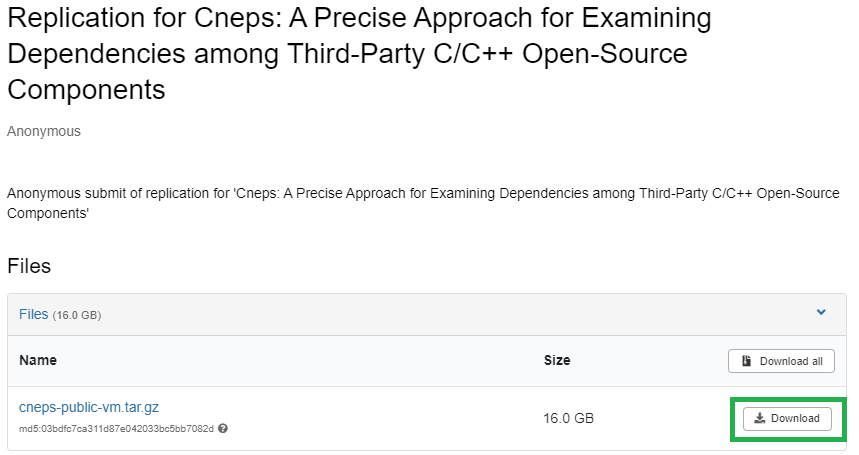 Replication for Cneps: A Precise Approach for Examining
Dependencies among Third-Party C/C++ Open-Source
Components
Anonymous
Anonymous submit of replication for 'Cneps: A Precise Approach for Examining Dependencies among Third-Party C/C++ Open-Source
Components'
Files
Files (16.0 GB)
Name Size Download all
cneps-public-vm.tar.gz 16.0 GB Download
md5:03bdfc7ca311d87e042033bc5bb7082d